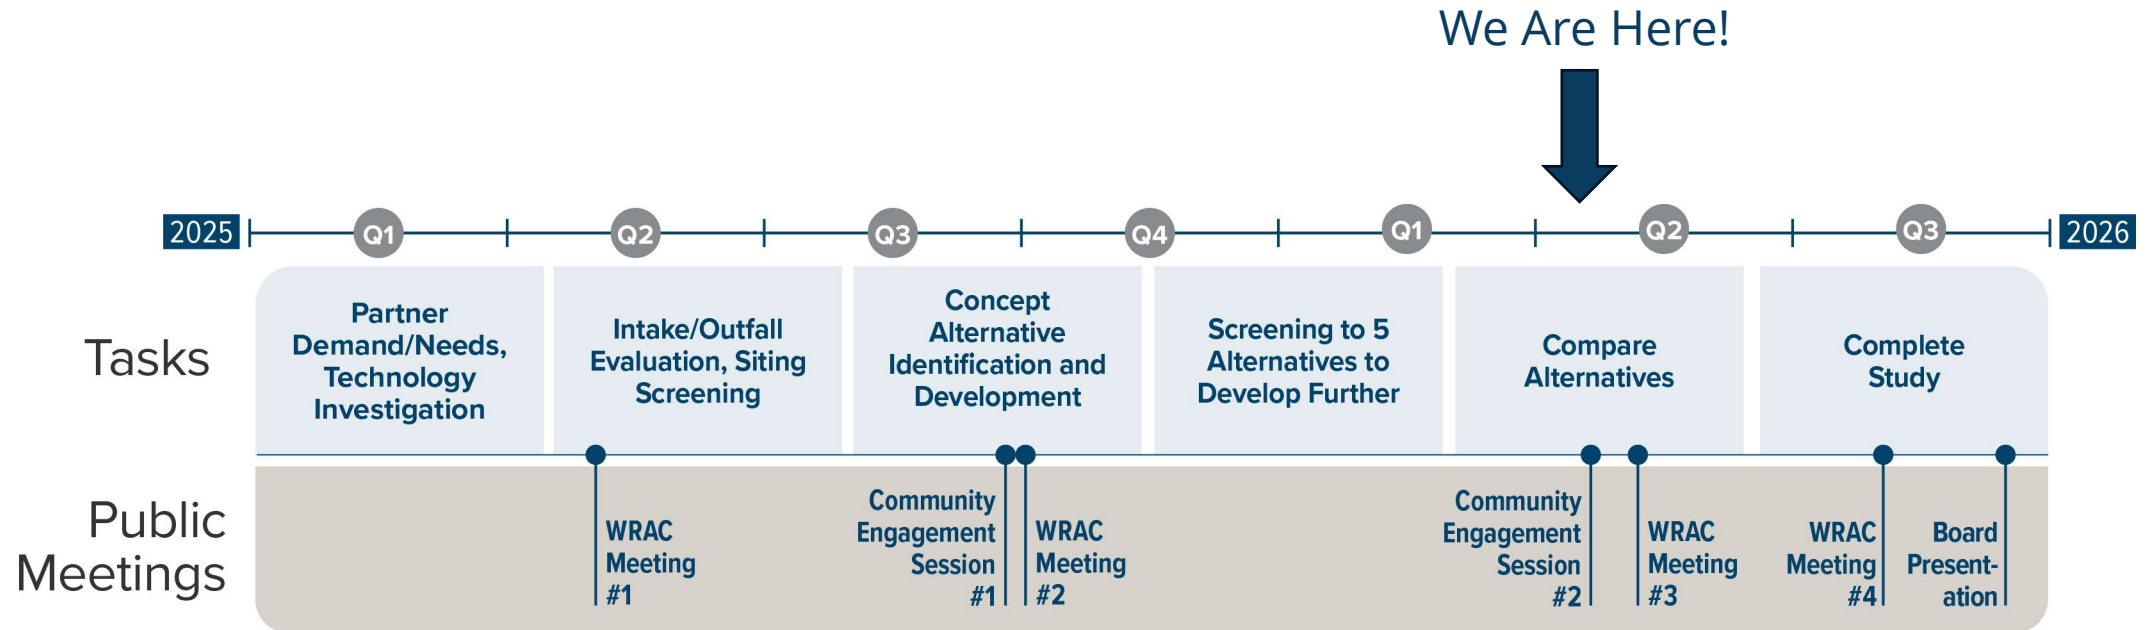 We Are Here!
2025
Q1
Q2
Q3
Q4
Q1
Q2
Q3
2026
Tasks
Partner
Demand/Needs,
Technology
Investigation
Intake/Outfall
Evaluation, Siting
Screening
Concept
Alternative
Identification and
Development
Screening to 5
Alternatives to
Develop Further
Compare
Alternatives
Complete
Study
Public
Meetings
WRAC
Meeting
#1
Community
Engagement
Session
#1
WRAC
Meeting
#2
Community
Engagement
Session
#2
WRAC
Meeting
#3
WRAC
Meeting
#4
Board
Present-
ation